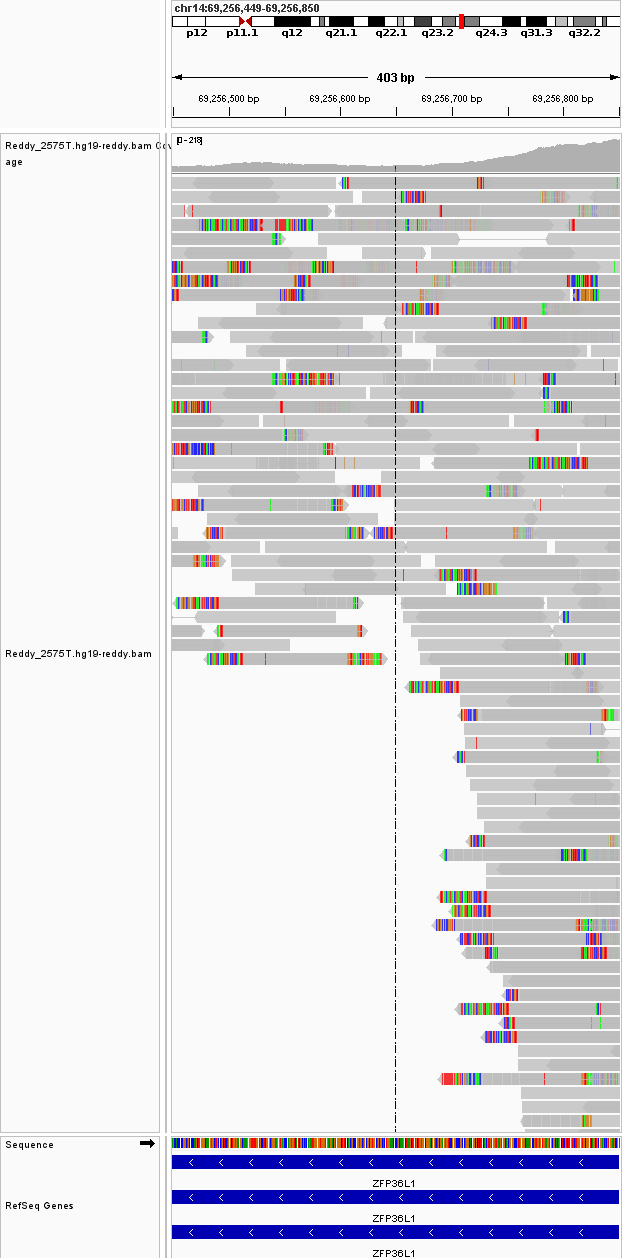 chr14:69,256,449-69,256,850
p12 p11.1 q12 q21.1 q22.1 q23.2 q24.3 q31.3 q32.2
403 bp
69,256,500 bp 69,256,600 bp 69,256,700 bp 69,256,800 bp
[0-218]
Reddy_2575T.hg19-reddy.bam Cov
age
Reddy_2575T.hg19-reddy.bam
Sequence
ZFP36L1
RefSeq Genes
ZFP36L1
ZFP36L1